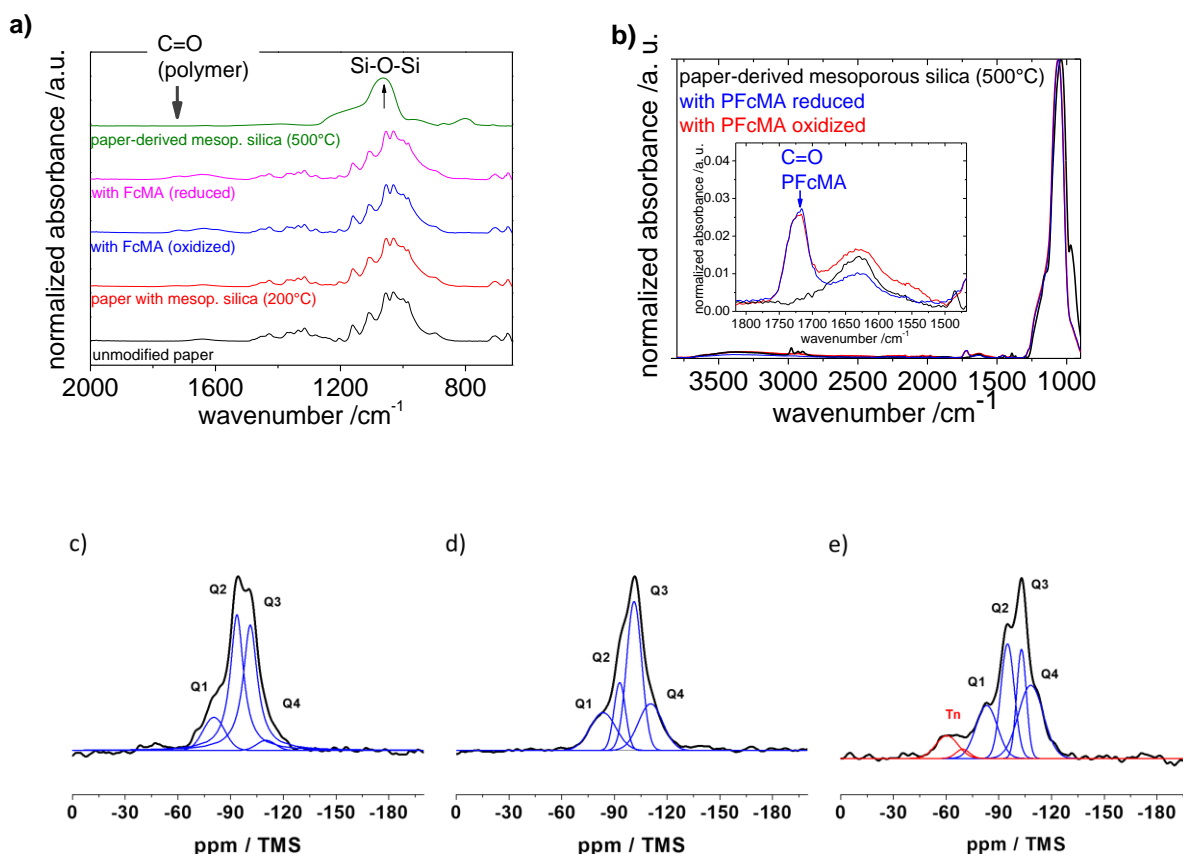 a)
C=O
(polymer)
Si-O-Si
paper-derived mesop. silica (500°C)
with FcMA (reduced)
with FcMA (oxidized)
paper with mesop. silica (200°C)
unmodified paper
normalized absorbance /a.u.
2000 1600 1200 800
wavenumber /cm-1
b)
paper-derived mesoporous silica (500°C)
with PFcMA reduced
with PFcMA oxidized
C=O
PFcMA
0.04
0.03
0.02
0.01
0.00
normalized absorbance /a. u.
1800 1750 1700 1650 1600 1550 1500
wavenumber /cm-1
normalized absorbance /a. u.
3500 3000 2500 2000 1500 1000
wavenumber /cm-1
c)
Q2
Q3
Q1
Q4
0 -30 -60 -90 -120 -150 -180
ppm / TMS
d)
Q3
Q2
Q1
Q4
0 -30 -60 -90 -120 -150 -180
ppm / TMS
e)
Q3
Q2
Q1
Q4
Tn
0 -30 -60 -90 -120 -150 -180
ppm / TMS